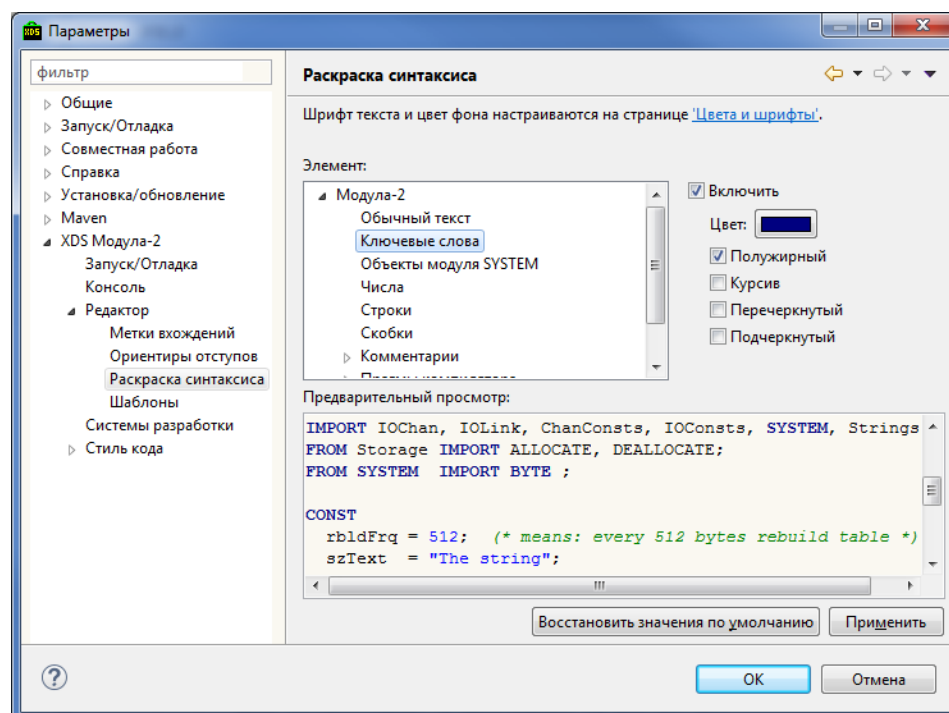 XDS Параметры
фильтр
Общие
Запуск/Отладка
Совместная работа
Справка
Установка/обновление
Maven
XDS Модула-2
Запуск/Отладка
Консоль
Редактор
Метки вхождений
Ориентиры отступов
Раскраска синтаксиса
Шаблоны
Системы разработки
Стиль кода
Раскраска синтаксиса
Шрифт текста и цвет фона настраиваются на странице 'Цвета и шрифты'.
Элемент:
Модула-2
Обычный текст
Ключевые слова
Объекты модуля SYSTEM
Числа
Строки
Скобки
Комментарии
Включить
Цвет:
Полужирный
Курсив
Перечеркнутый
Подчеркнутый
Предварительный просмотр:
IMPORT IOChan, IOLink, ChanConsts, IOConsts, SYSTEM, Strings
FROM Storage IMPORT ALLOCATE, DEALLOCATE;
FROM SYSTEM  IMPORT BYTE ;
CONST
rbldFrq = 512;  (* means: every 512 bytes rebuild table *)
szText  = "The string";
Восстановить значения по умолчанию
Применить
?
OK
Отмена